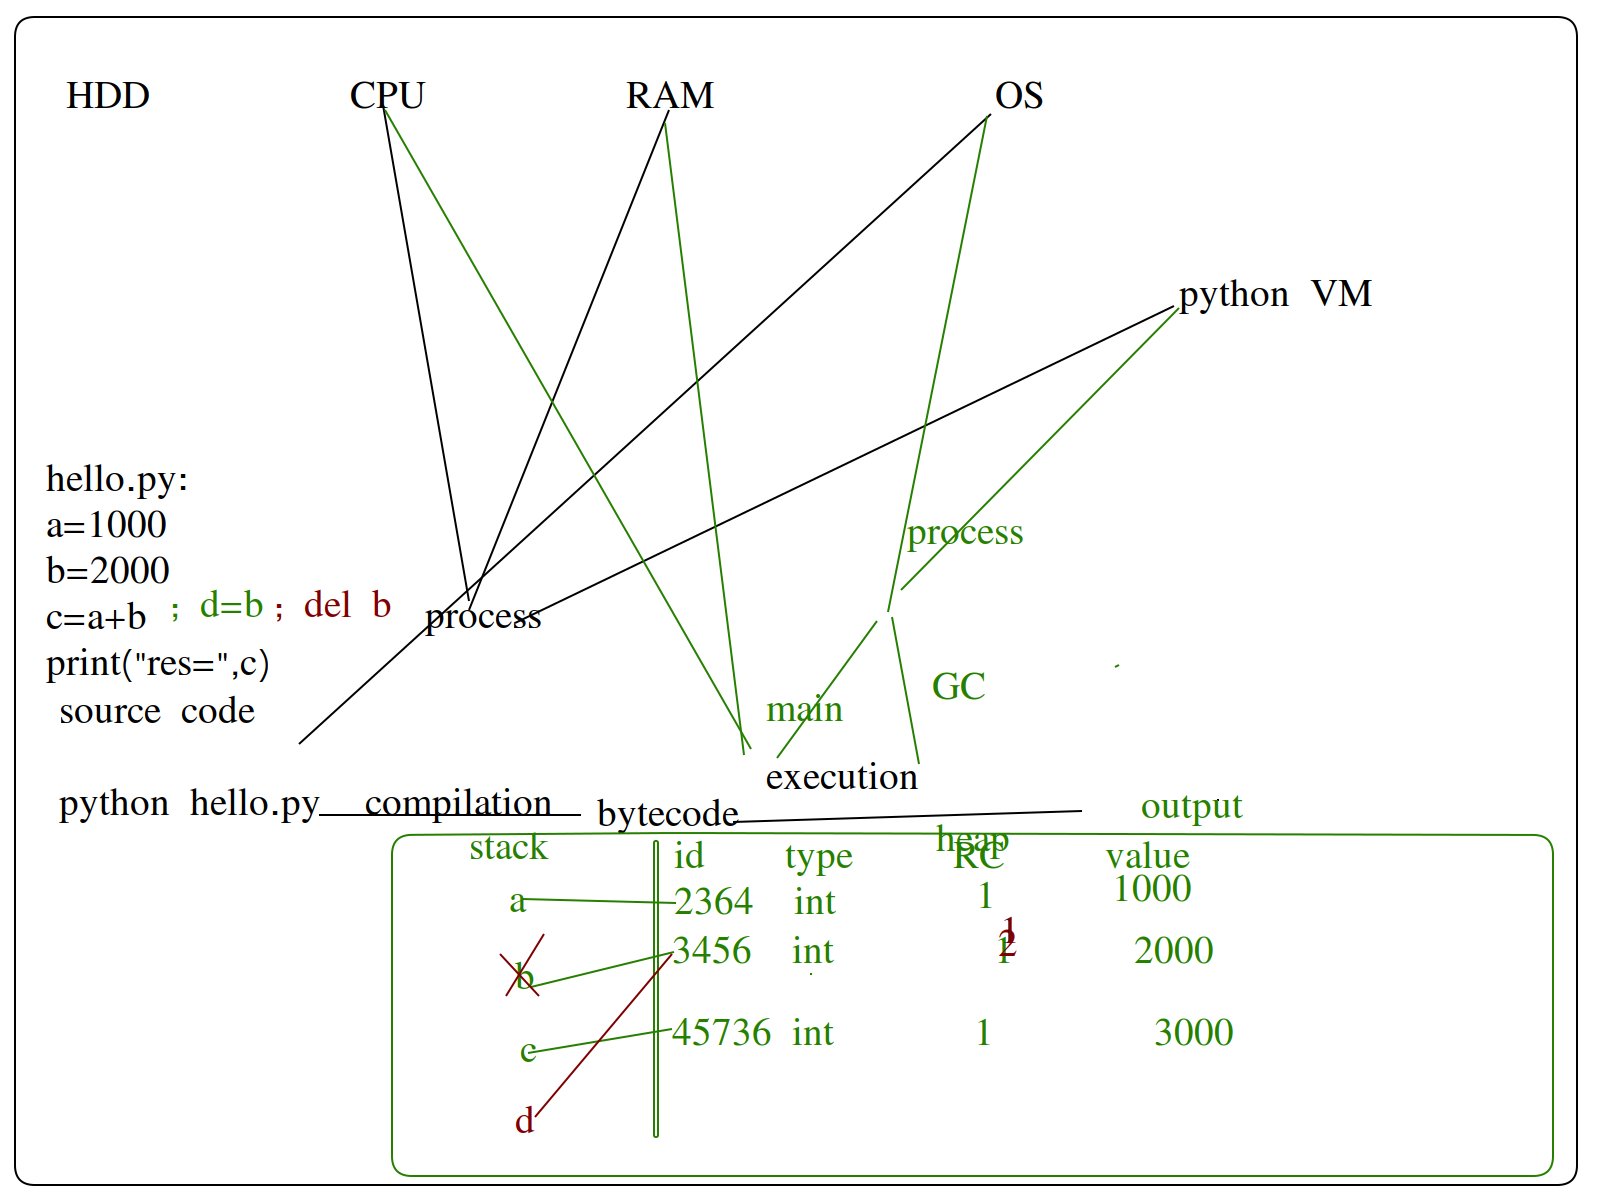 HDD CPU RAM OS
python VM
hello.py:
a=1000
b=2000
c=a+b ; d=b ; del b
print("res=",c)
source code
process
process
main
GC
execution
python hello.py compilation bytecode output
stack heap
id type RC value
a 2364 int 1 1000
b 3456 int 1 2 1 2000
c 45736 int 1 3000
d